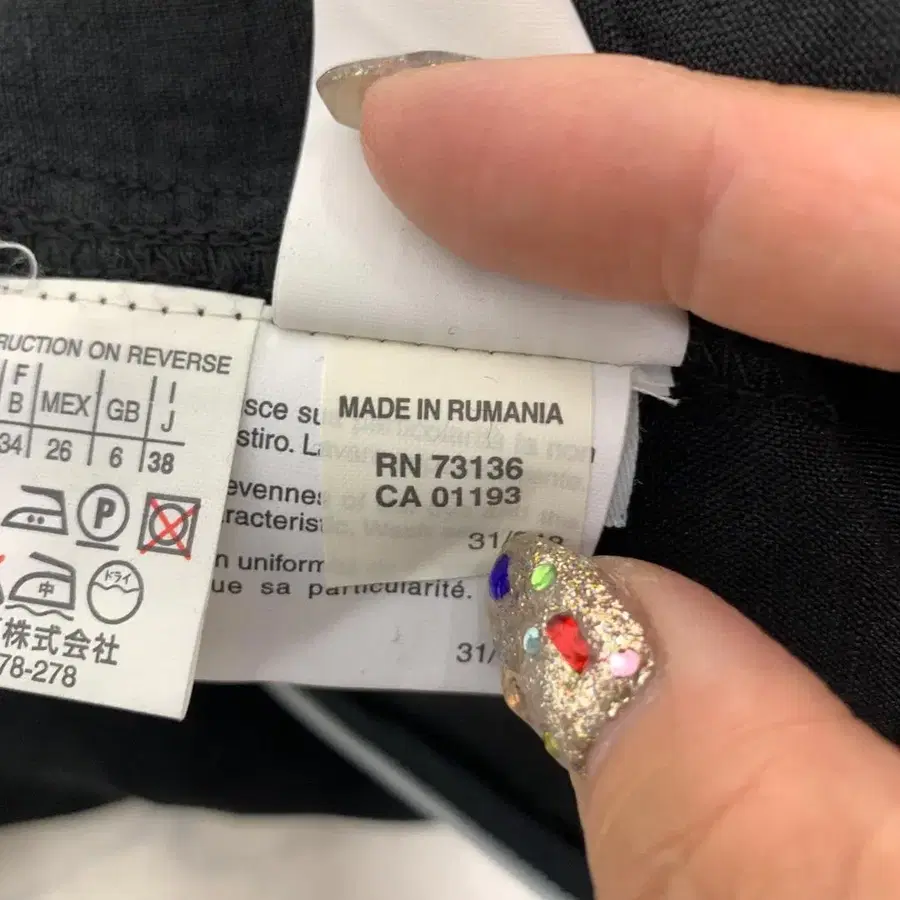 RUCTION ON REVERSE
F
B MEX GB I
J
34 26 6 38
P
中 ドライ
株式会社
78-278
sce su
stiro. L
evennes
racteris
n uniform
ue sa particularité.
31/
MADE IN RUMANIA
RN 73136
CA 01193
31/